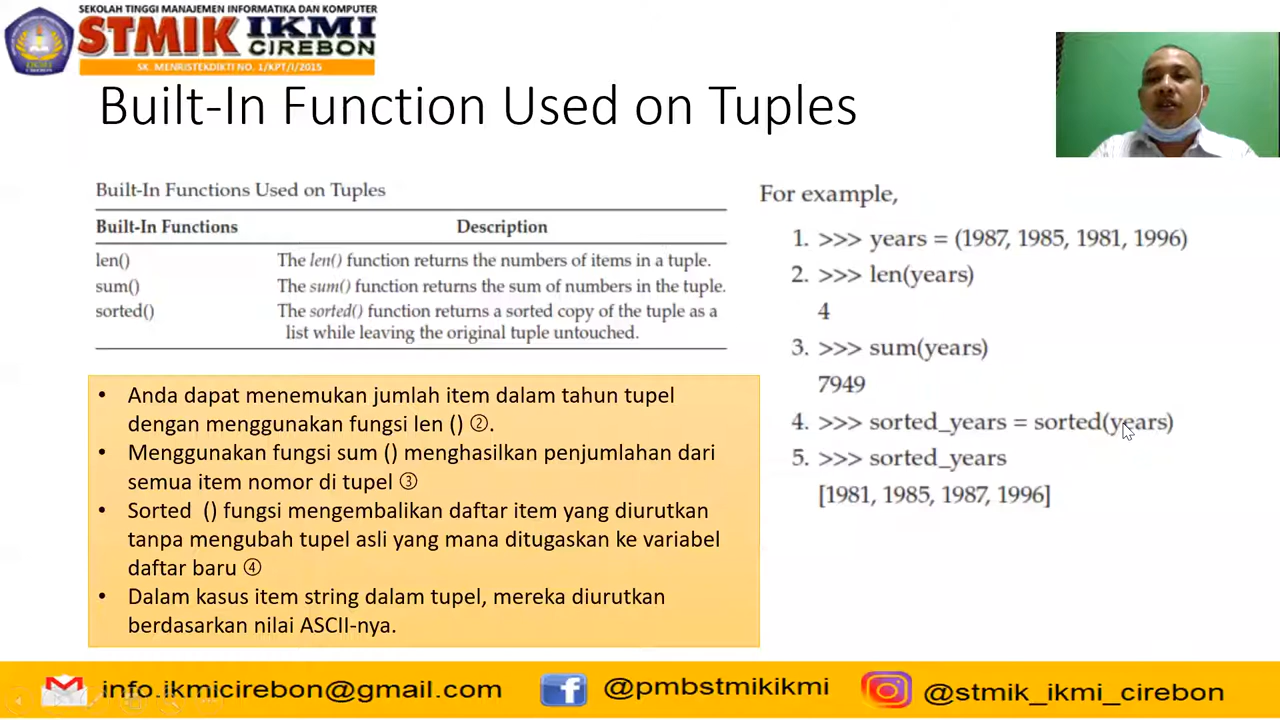 SEKOLAH TINGGI MANAJEMEN INFORMATIKA DAN KOMPUTER
STMIK IKMI
CIREBON
SK. MENRISTEKDIKTI NO. 1/KPT/I/2015
Built-In Function Used on Tuples
Built-In Functions Used on Tuples
Built-In Functions Description
len() The len() function returns the numbers of items in a tuple.
sum() The sum() function returns the sum of numbers in the tuple.
sorted() The sorted() function returns a sorted copy of the tuple as a
list while leaving the original tuple untouched.
• Anda dapat menemukan jumlah item dalam tahun tupel
dengan menggunakan fungsi len () ②.
• Menggunakan fungsi sum () menghasilkan penjumlahan dari
semua item nomor di tupel ③
• Sorted () fungsi mengembalikan daftar item yang diurutkan
tanpa mengubah tupel asli yang mana ditugaskan ke variabel
daftar baru ④
• Dalam kasus item string dalam tupel, mereka diurutkan
berdasarkan nilai ASCII-nya.
For example,
1. >>> years = (1987, 1985, 1981, 1996)
2. >>> len(years)
4
3. >>> sum(years)
7949
4. >>> sorted_years = sorted(years)
5. >>> sorted_years
[1981, 1985, 1987, 1996]
info.ikmicirebon@gmail.com
@pmbstmikikmi
@stmik_ikmi_cirebon